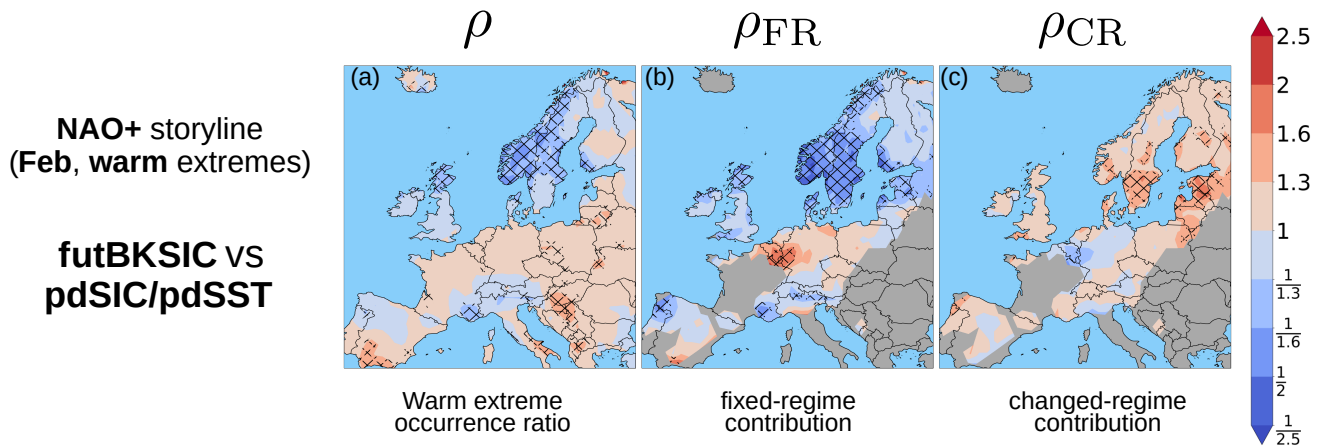 ρ
ρFR
ρCR
NAO+ storyline
(Feb, warm extremes)
futBKSIC vs
pdSIC/pdSST
(a)
(b)
(c)
2.5
2
1.6
1.3
1
1/1.3
1/1.6
1/2
1/2.5
Warm extreme
occurrence ratio
fixed-regime
contribution
changed-regime
contribution